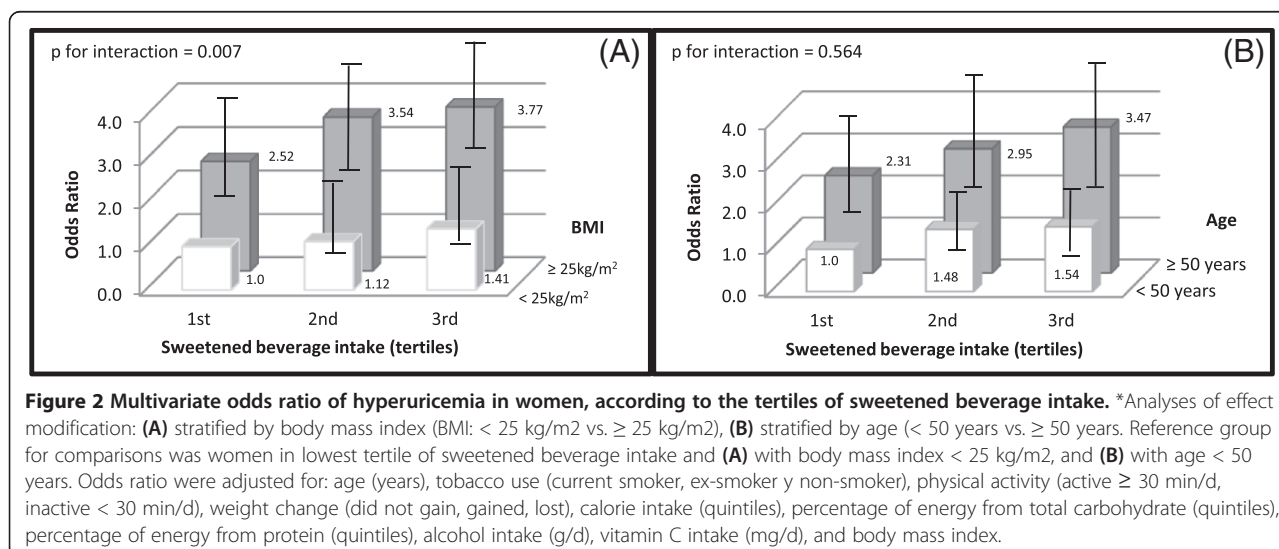 p for interaction = 0.007
(A)
4.0
3.0
2.0
1.0
0.0
Odds Ratio
2.52
3.54
3.77
1.0
1.12
1.41
BMI
≥ 25kg/m²
< 25kg/m²
1st
2nd
3rd
Sweetened beverage intake (tertiles)
p for interaction = 0.564
(B)
4.0
3.0
2.0
1.0
0.0
Odds Ratio
2.31
2.95
3.47
1.0
1.48
1.54
Age
≥ 50 years
< 50 years
1st
2nd
3rd
Sweetened beverage intake (tertiles)
Figure 2 Multivariate odds ratio of hyperuricemia in women, according to the tertiles of sweetened beverage intake. *Analyses of effect
modification: (A) stratified by body mass index (BMI: < 25 kg/m2 vs. ≥ 25 kg/m2), (B) stratified by age (< 50 years vs. ≥ 50 years. Reference group
for comparisons was women in lowest tertile of sweetened beverage intake and (A) with body mass index < 25 kg/m2, and (B) with age < 50
years. Odds ratio were adjusted for: age (years), tobacco use (current smoker, ex-smoker y non-smoker), physical activity (active ≥ 30 min/d,
inactive < 30 min/d), weight change (did not gain, gained, lost), calorie intake (quintiles), percentage of energy from total carbohydrate (quintiles),
percentage of energy from protein (quintiles), alcohol intake (g/d), vitamin C intake (mg/d), and body mass index.